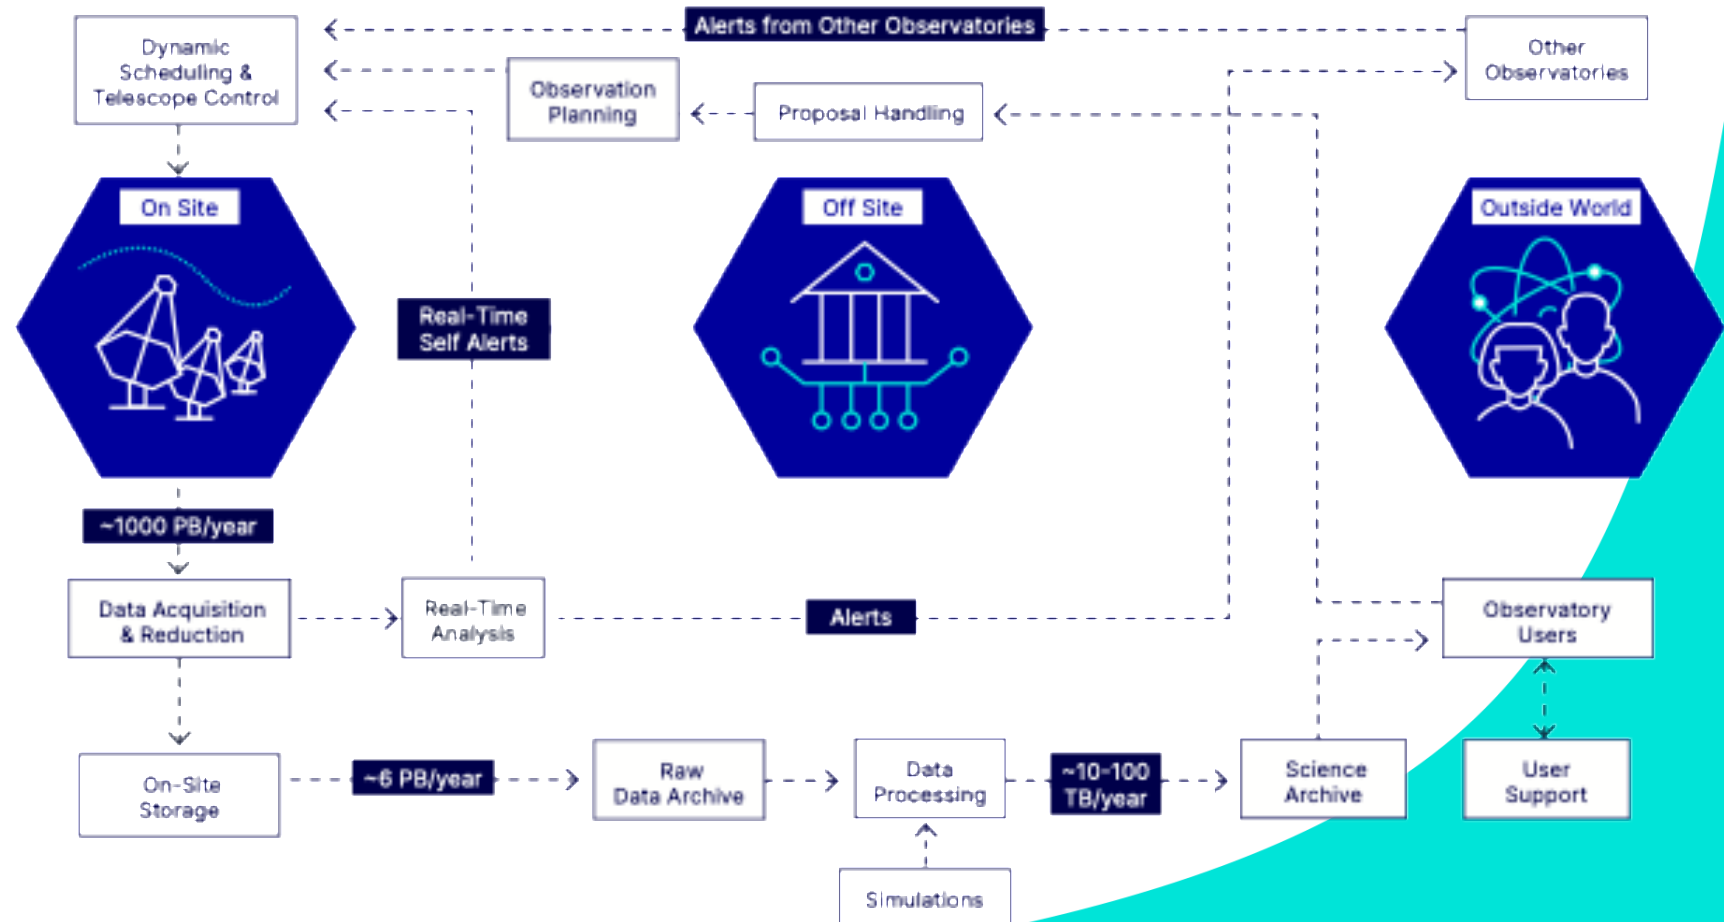 Alerts from Other Observatories
Dynamic
Scheduling &
Telescope Control
Observation
Planning
Proposal Handling
Other
Observatories
On Site
Off Site
Outside World
Real-Time
Self Alerts
~1000 PB/year
Data Acquisition
& Reduction
Real-Time
Analysis
Alerts
Observatory
Users
On-Site
Storage
~6 PB/year
Raw
Data Archive
Data
Processing
~10-100
TB/year
Science
Archive
User
Support
Simulations